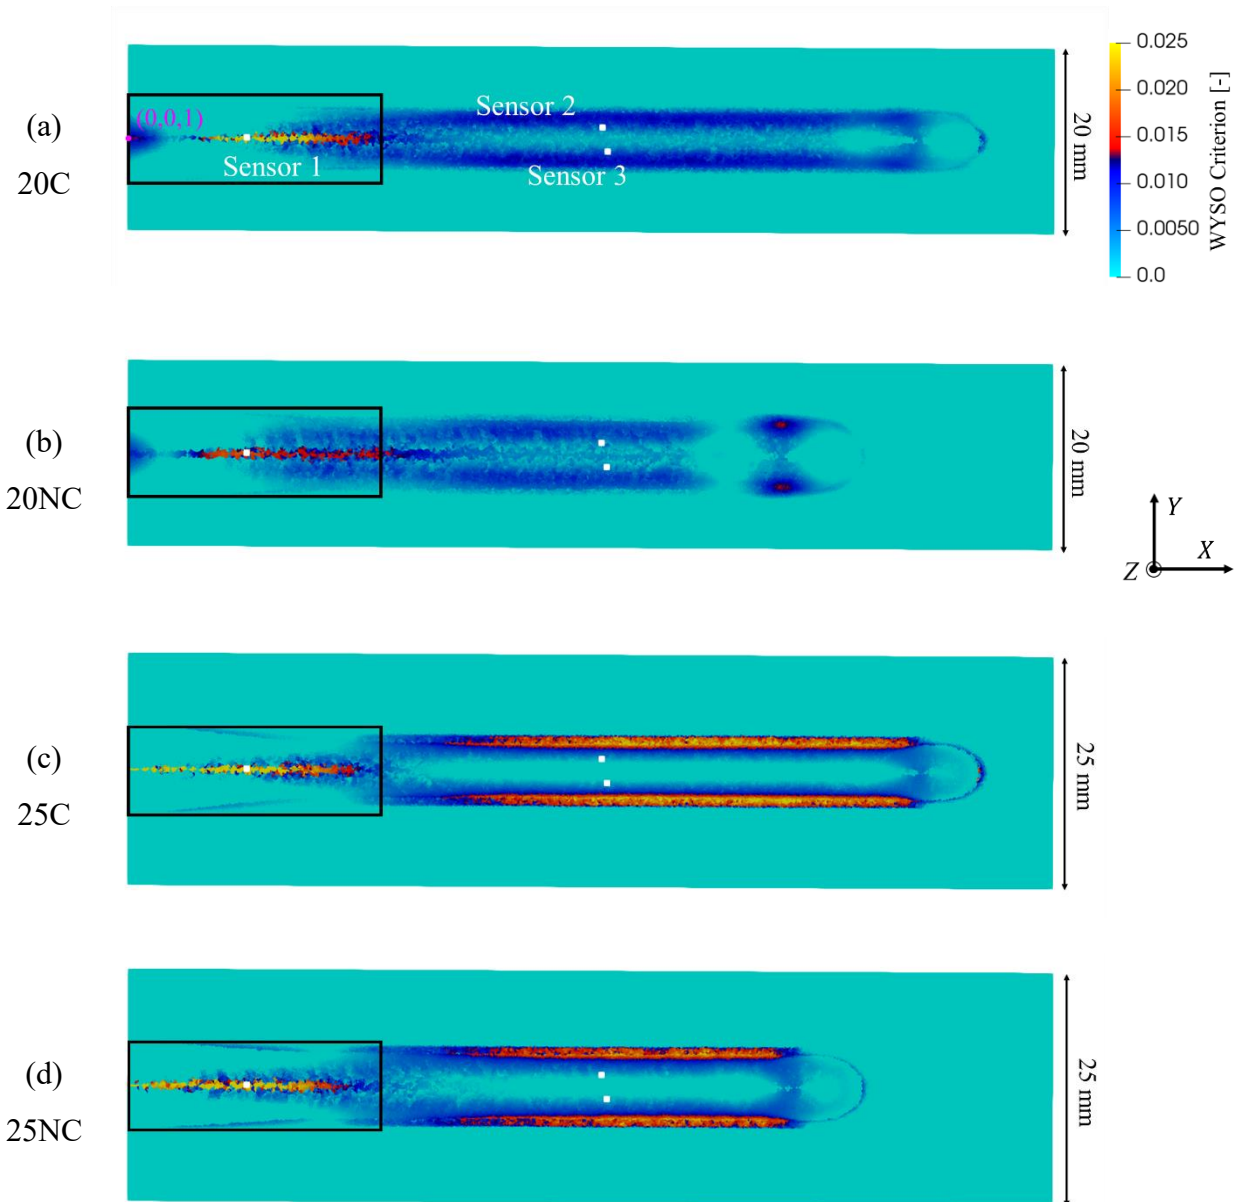 (a)
20C
(0,0,1)
Sensor 1
Sensor 2
Sensor 3
20 mm
0.025
0.020
0.015
0.010
0.0050
0.0
WYSO Criterion [-]
(b)
20NC
20 mm
Y
X
Z
(c)
25C
25 mm
(d)
25NC
25 mm